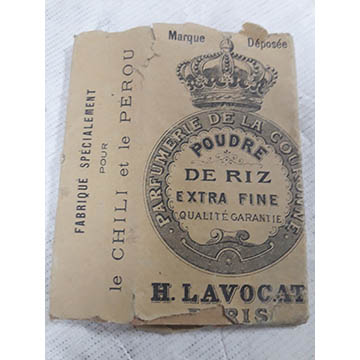 FABRIQUÉ SPÉCIALEMENT
POUR
le CHILI et le PEROU
Marque Déposée
PARFUMERIE DE LA COURONNE
POUDRE
DE RIZ
EXTRA FINE
QUALITÉ GARANTIE
H. LAVOCAT
PARIS